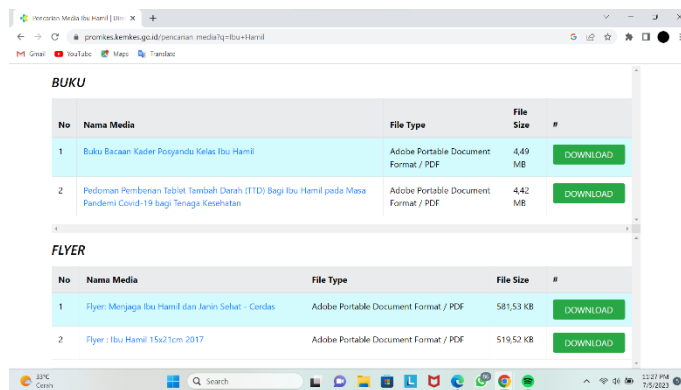 Pencarian Media Ibu Hamil | Dire
promkes.kemkes.go.id/pencarian-media?q=Ibu+Hamil
Gmail YouTube Maps Translate
BUKU
No Nama Media File Type File Size #
1 Buku Bacaan Kader Posyandu Kelas Ibu Hamil Adobe Portable Document Format / PDF 4,49 MB DOWNLOAD
2 Pedoman Pemberian Tablet Tambah Darah (TTD) Bagi Ibu Hamil pada Masa Pandemi Covid-19 bagi Tenaga Kesehatan Adobe Portable Document Format / PDF 4,42 MB DOWNLOAD
FLYER
No Nama Media File Type File Size #
1 Flyer: Menjaga Ibu Hamil dan Janin Sehat - Cerdas Adobe Portable Document Format / PDF 581,53 KB DOWNLOAD
2 Flyer : Ibu Hamil 15x21cm 2017 Adobe Portable Document Format / PDF 519,52 KB DOWNLOAD
33°C
Cerah
Search
11:27 PM
7/5/2023